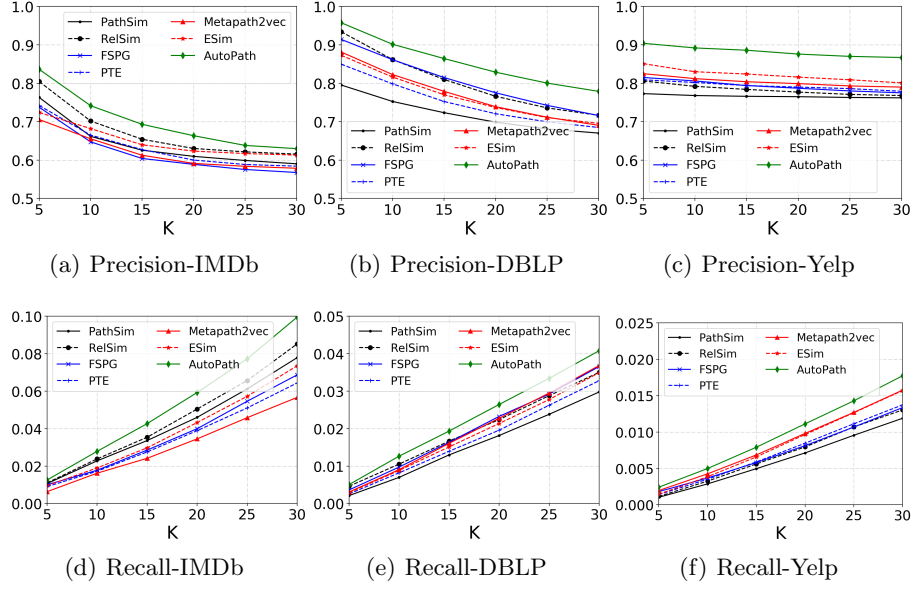 1.0
0.9
0.8
0.7
0.6
0.5
PathSim
RelSim
FSPG
PTE
Metapath2vec
ESim
AutoPath
5 10 15 20 25 30
K
(a) Precision-IMDb
1.0
0.9
0.8
0.7
0.6
0.5
PathSim
RelSim
FSPG
PTE
Metapath2vec
ESim
AutoPath
5 10 15 20 25 30
K
(b) Precision-DBLP
1.0
0.9
0.8
0.7
0.6
0.5
PathSim
RelSim
FSPG
PTE
Metapath2vec
ESim
AutoPath
5 10 15 20 25 30
K
(c) Precision-Yelp
0.10
0.08
0.06
0.04
0.02
0.00
PathSim
RelSim
FSPG
PTE
Metapath2vec
ESim
AutoPath
5 10 15 20 25 30
K
(d) Recall-IMDb
0.05
0.04
0.03
0.02
0.01
0.00
PathSim
RelSim
FSPG
PTE
Metapath2vec
ESim
AutoPath
5 10 15 20 25 30
K
(e) Recall-DBLP
0.025
0.020
0.015
0.010
0.005
0.000
PathSim
RelSim
FSPG
PTE
Metapath2vec
ESim
AutoPath
5 10 15 20 25 30
K
(f) Recall-Yelp